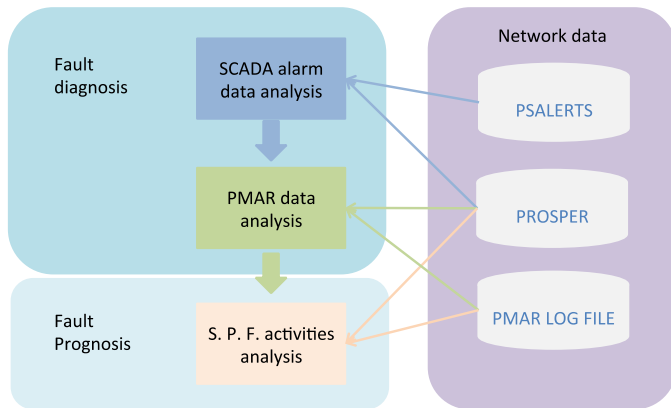 Fault
diagnosis
SCADA alarm
data analysis
PMAR data
analysis
Fault
Prognosis
S. P. F. activities
analysis
Network data
PSALERTS
PROSPER
PMAR LOG FILE